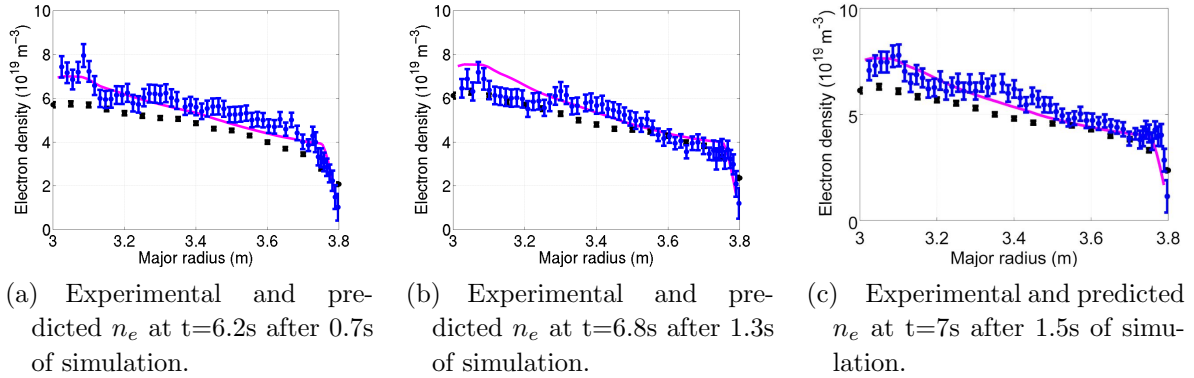 10
8
6
4
2
0
Electron density (10^19 m^-3)
3 3.2 3.4 3.6 3.8
Major radius (m)
(a) Experimental and pre-
dicted n_e at t=6.2s after 0.7s
of simulation.
10
8
6
4
2
0
Electron density (10^19 m^-3)
3 3.2 3.4 3.6 3.8
Major radius (m)
(b) Experimental and pre-
dicted n_e at t=6.8s after 1.3s
of simulation.
10
5
0
Electron density (10^19 m^-3)
3 3.2 3.4 3.6 3.8
Major radius (m)
(c) Experimental and predicted
n_e at t=7s after 1.5s of simu-
lation.